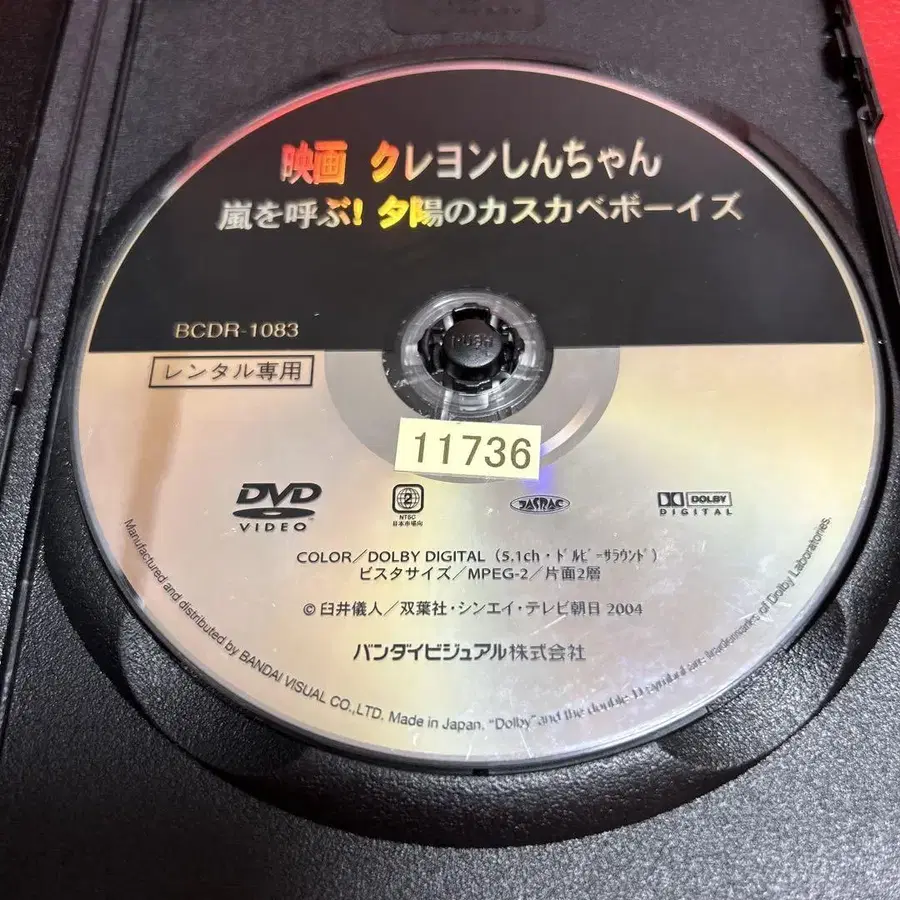 映画 クレヨンしんちゃん
嵐を呼ぶ! 夕陽のカスカベボーイズ
BCDR-1083
PUSH
レンタル専用
11736
DVD
VIDEO
2
NTSC
日本市場向
JASRAC
DOLBY
DIGITAL
COLOR/DOLBY DIGITAL (5.1ch・ドルビーサラウンド)
ビスタサイズ/MPEG-2/片面2層
© 臼井儀人/双葉社・シンエイ・テレビ朝日 2004
バンダイビジュアル株式会社
Manufactured and distributed by BANDAI VISUAL CO.,LTD. Made in Japan. "Dolby" and the double-D symbol are trademarks of Dolby Laboratories.